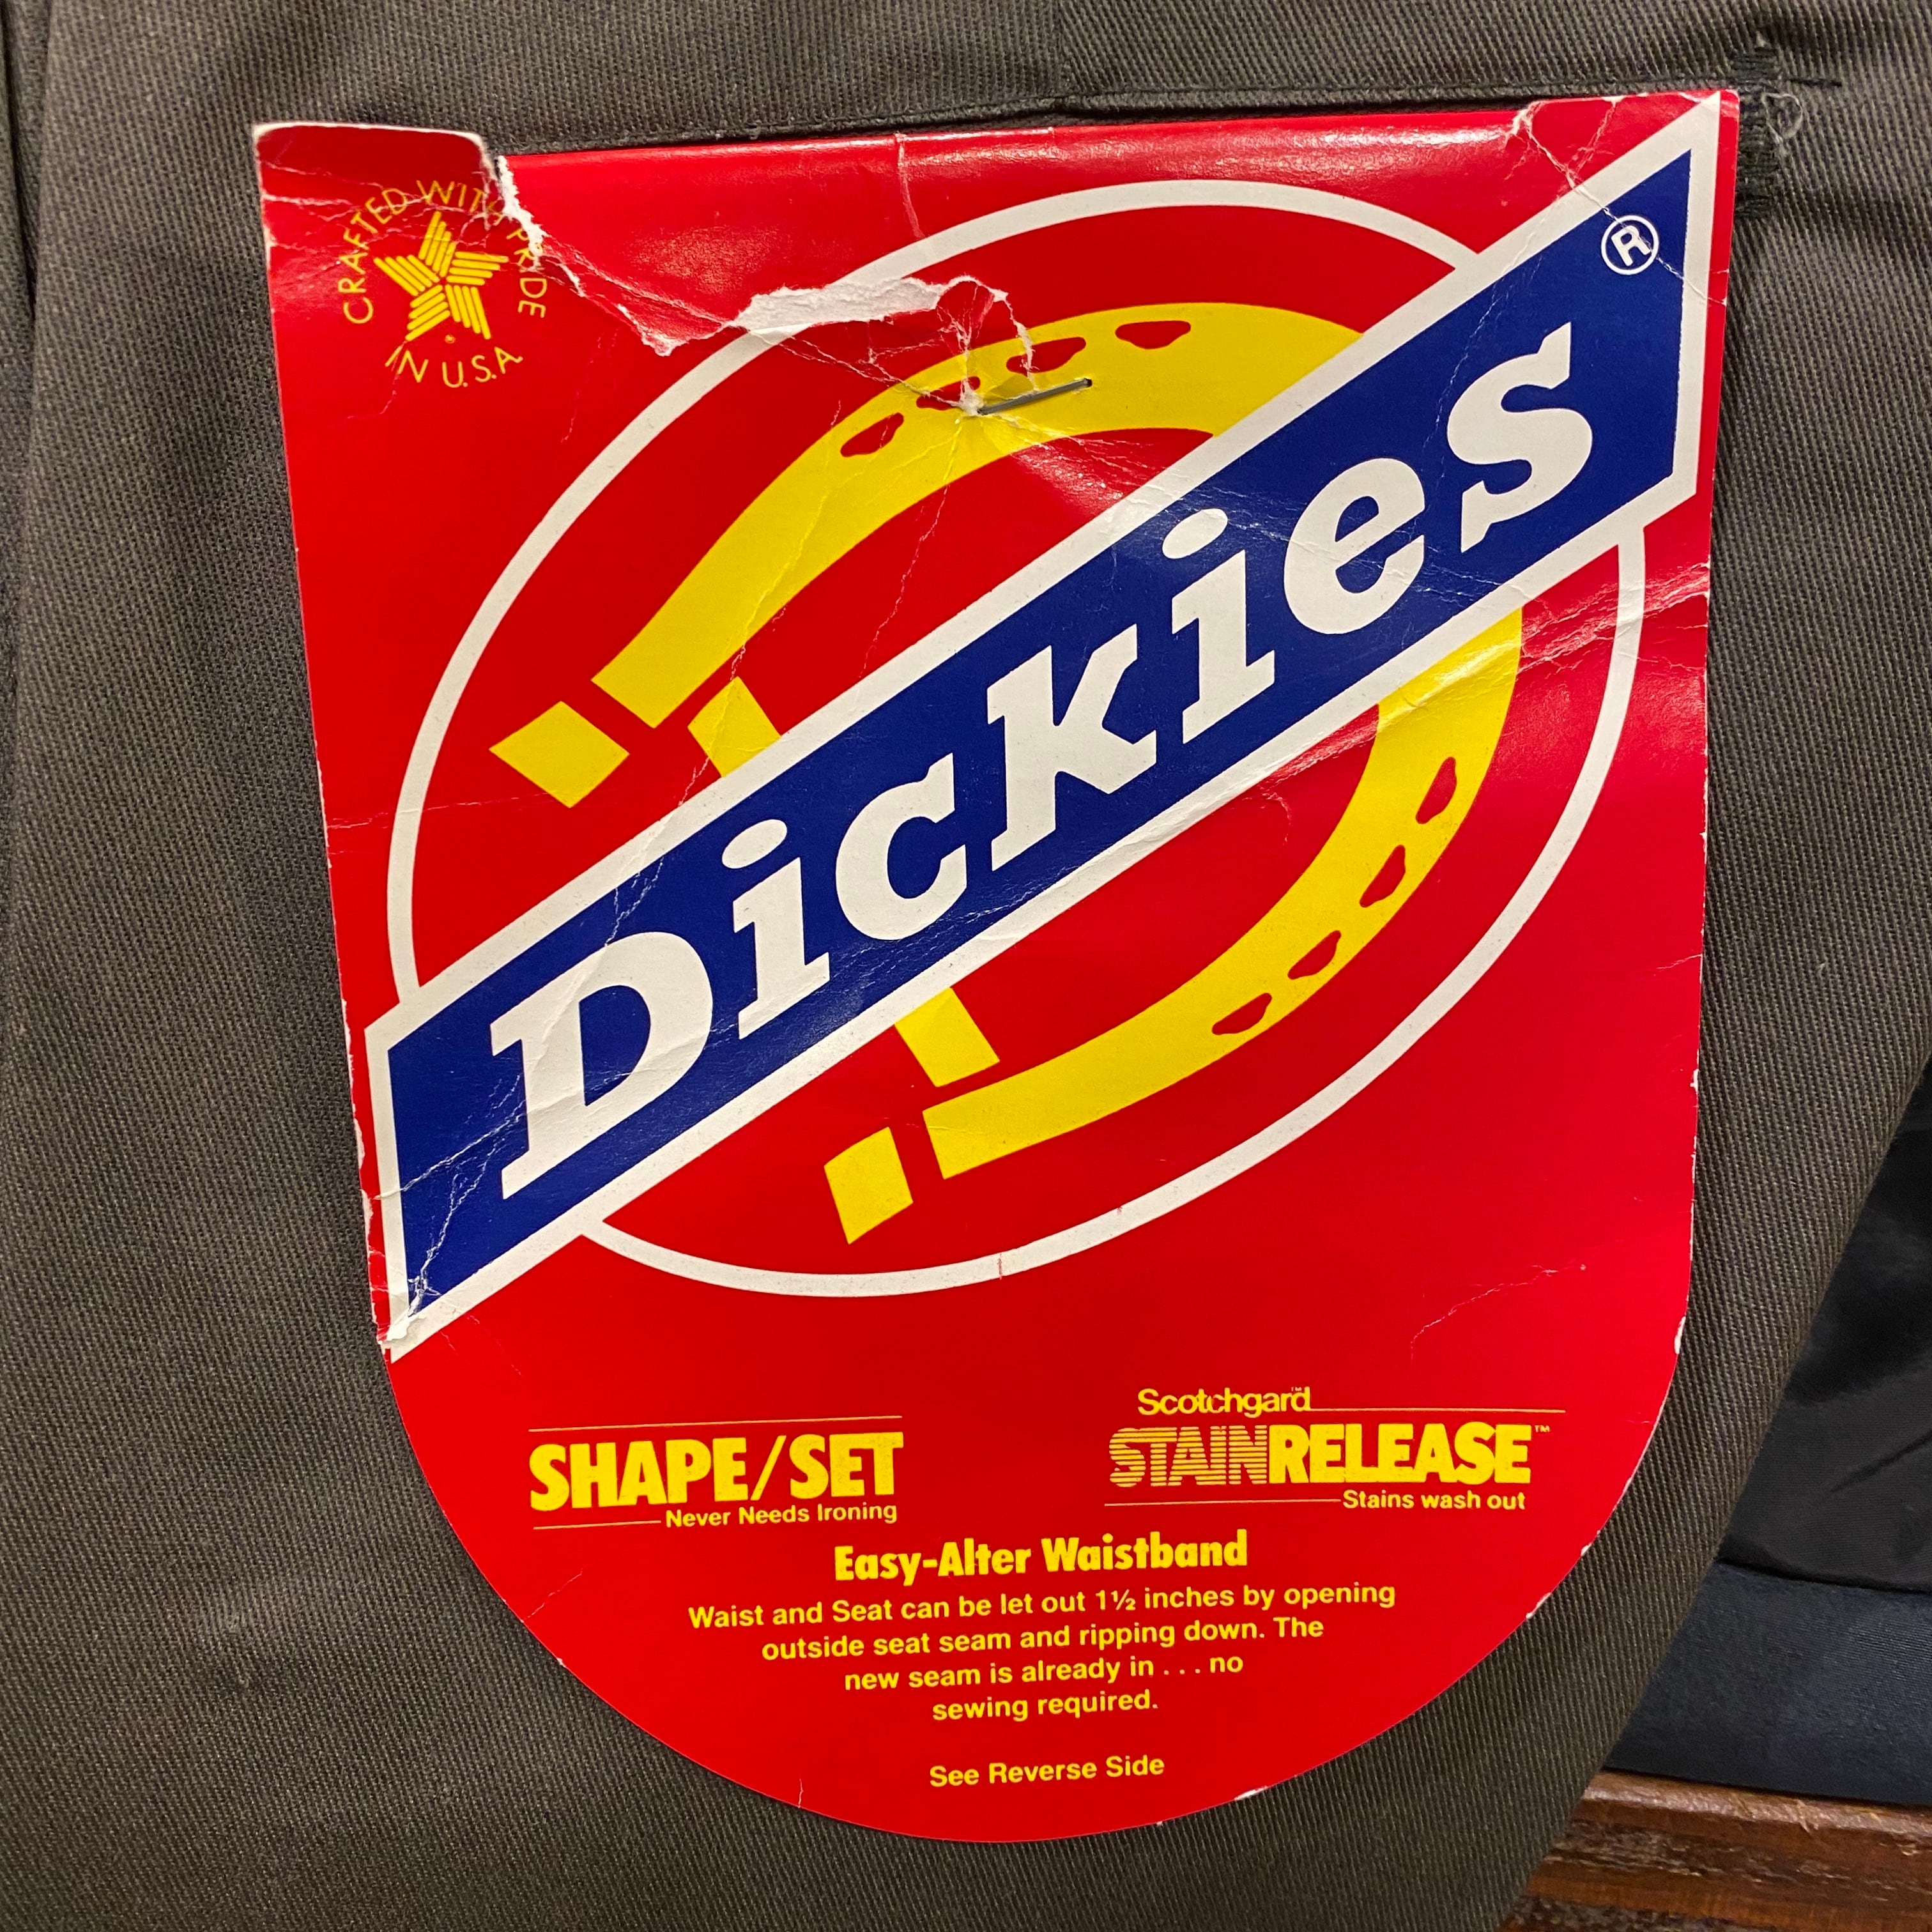 CRAFTED WITH PRIDE
IN U.S.A.
®
Dickies®
Scotchgard™
SHAPE/SET
Never Needs Ironing
STAINRELEASE™
Stains wash out
Easy-Alter Waistband
Waist and Seat can be let out 1½ inches by opening
outside seat seam and ripping down. The
new seam is already in . . . no
sewing required.
See Reverse Side